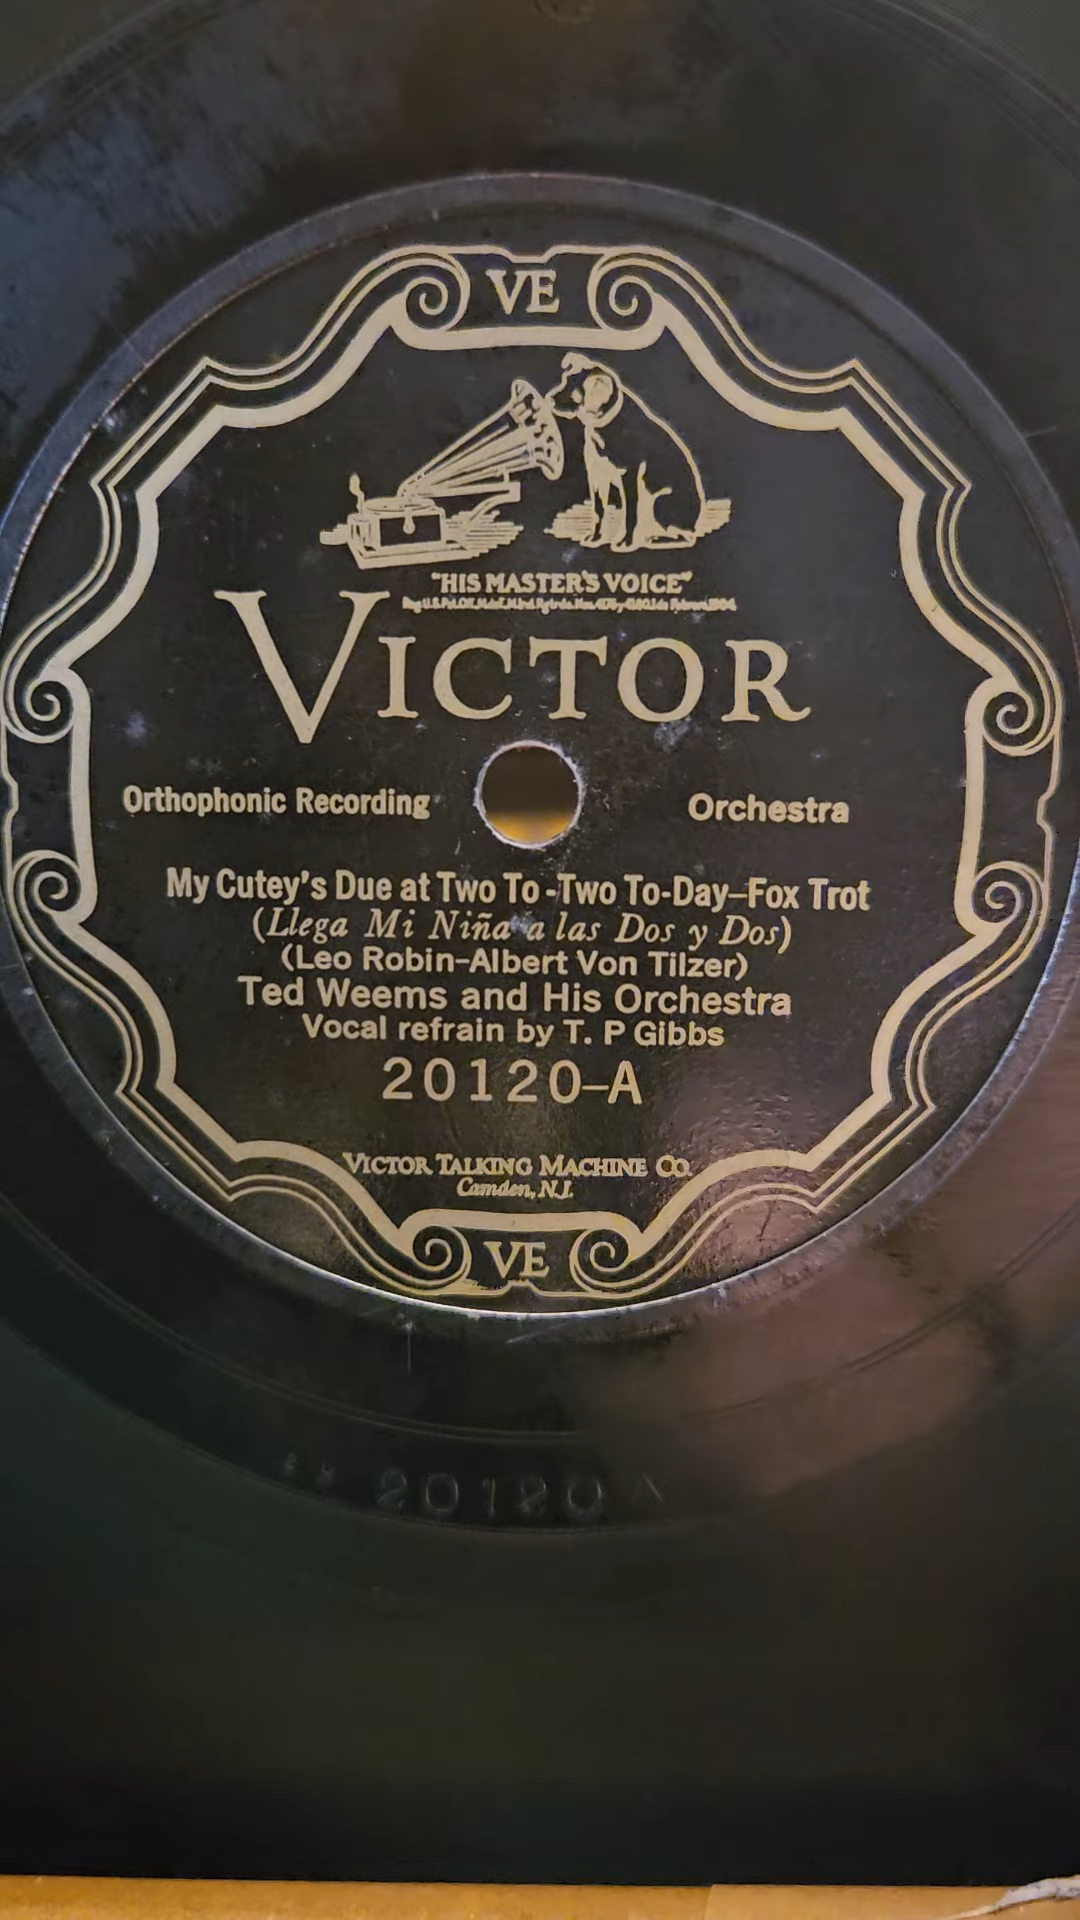 VE
"HIS MASTER'S VOICE"
VICTOR
Orthophonic Recording
Orchestra
My Cutey's Due at Two To-Two To-Day–Fox Trot
(Llega Mi Niña a las Dos y Dos)
(Leo Robin–Albert Von Tilzer)
Ted Weems and His Orchestra
Vocal refrain by T. P Gibbs
20120–A
VICTOR TALKING MACHINE CO.
Camden, N.J.
VE
20120 A